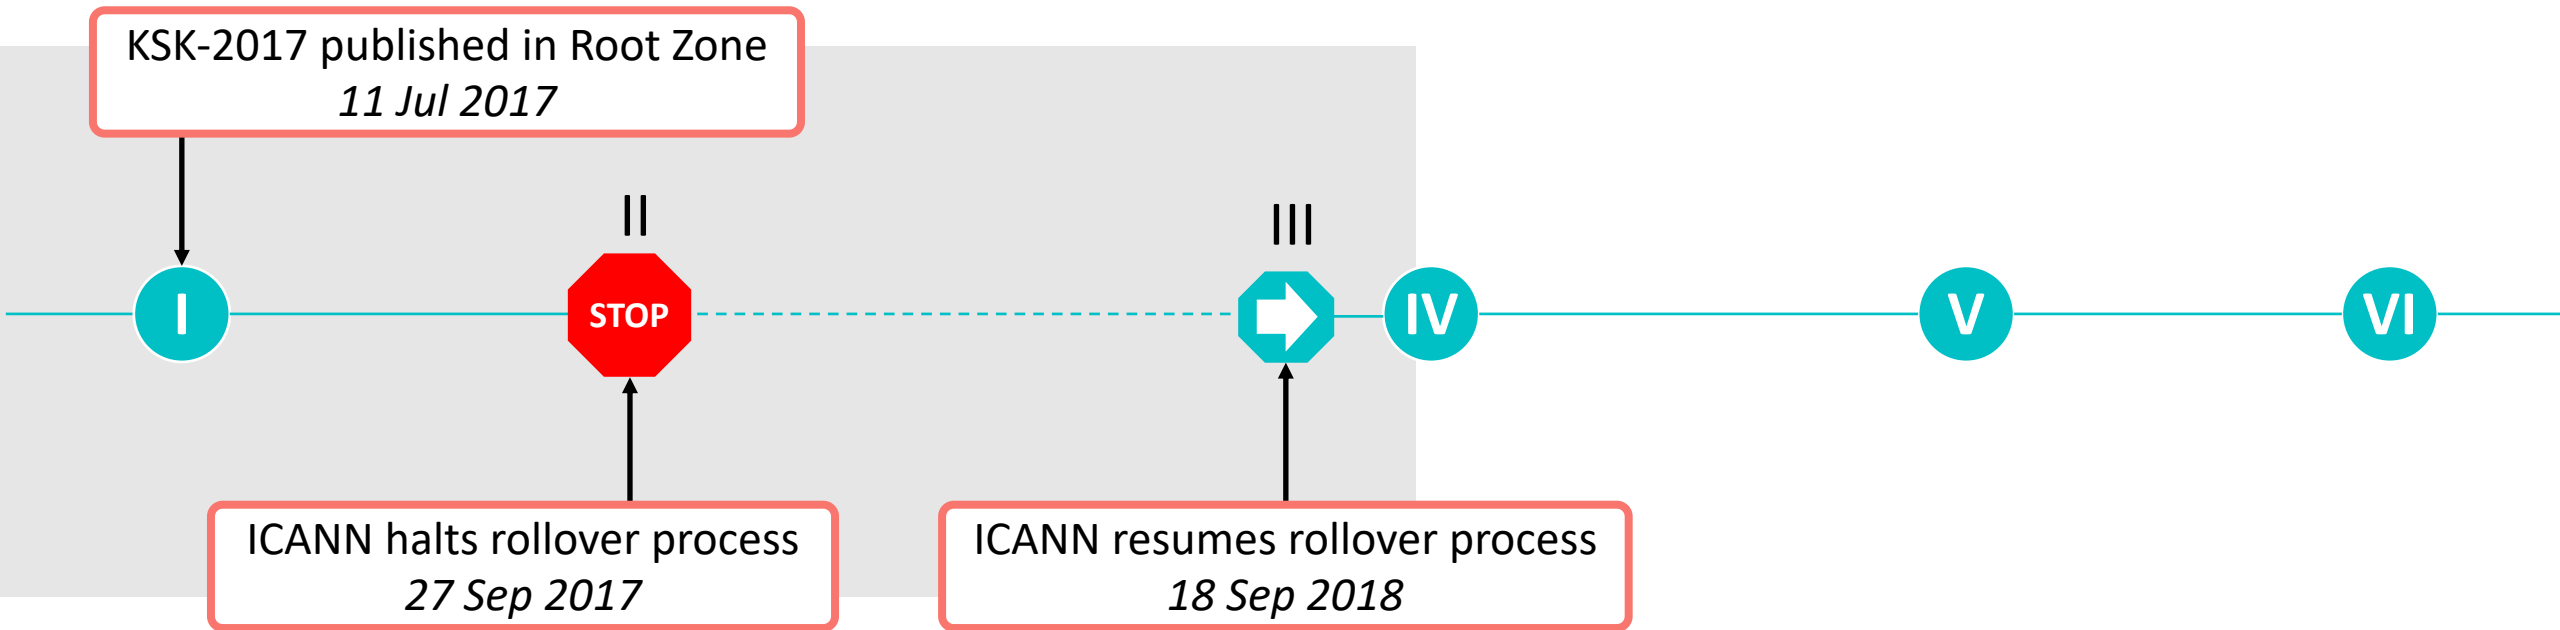 KSK-2017 published in Root Zone
11 Jul 2017
II
III
I
STOP
IV
V
VI
ICANN halts rollover process
27 Sep 2017
ICANN resumes rollover process
18 Sep 2018